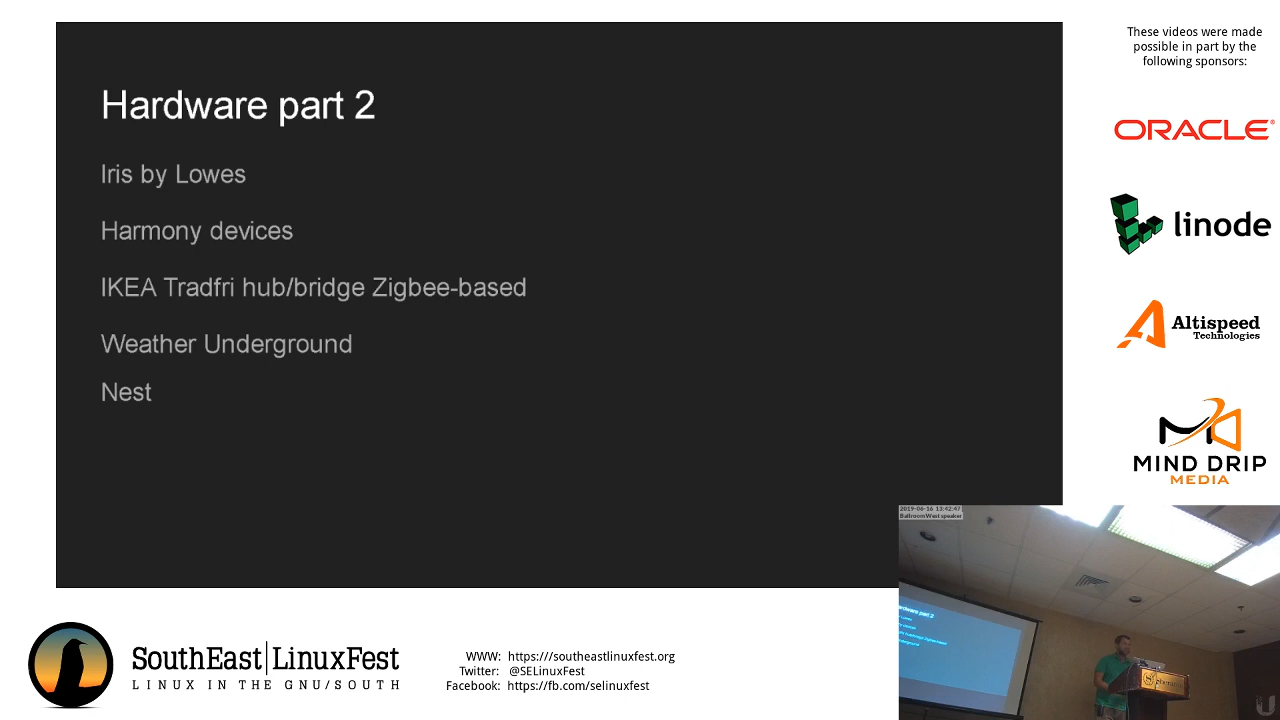 These videos were made
possible in part by the
following sponsors:
Hardware part 2
Iris by Lowes
Harmony devices
IKEA Tradfri hub/bridge Zigbee-based
Weather Underground
Nest
ORACLE®
linode
Altispeed
Technologies
MIND DRIP
MEDIA
2019-06-16 13:42:47
Ballroom West speaker
SouthEast LinuxFest
LINUX IN THE GNU/SOUTH
WWW: https:///southeastlinuxfest.org
Twitter: @SELinuxFest
Facebook: https://fb.com/selinuxfest